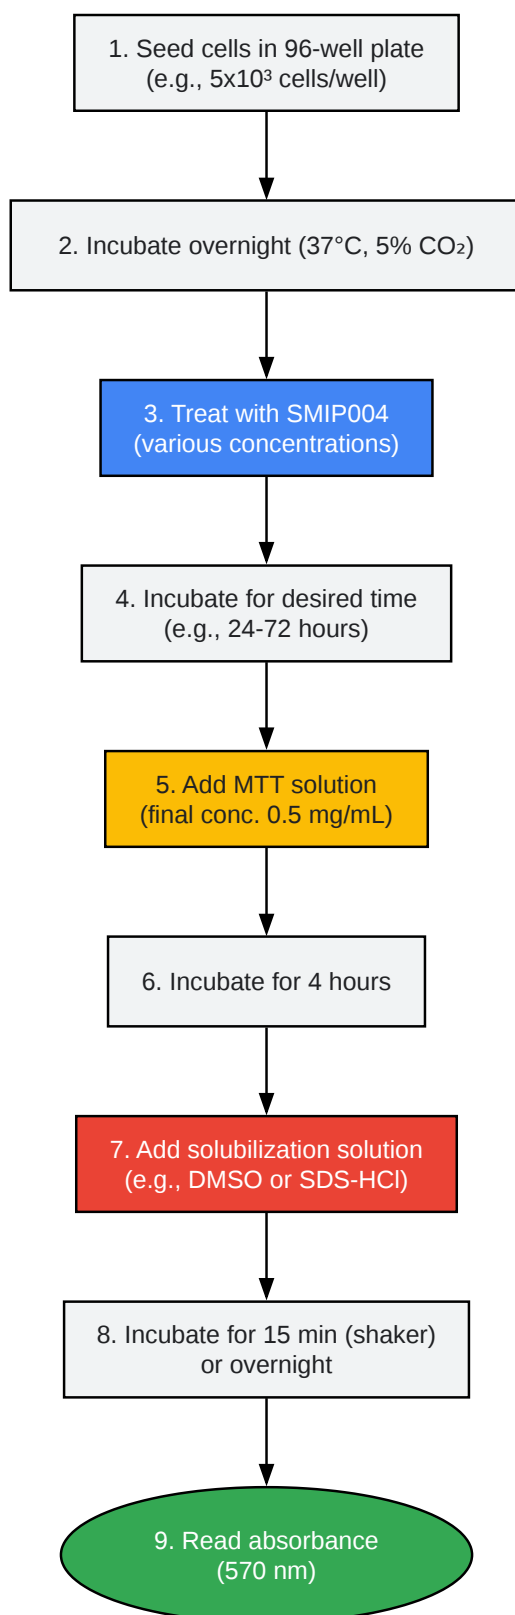 1. Seed cells in 96-well plate
(e.g., 5x10³ cells/well)
2. Incubate overnight (37°C, 5% CO₂)
3. Treat with SMIP004
(various concentrations)
4. Incubate for desired time
(e.g., 24-72 hours)
5. Add MTT solution
(final conc. 0.5 mg/mL)
6. Incubate for 4 hours
7. Add solubilization solution
(e.g., DMSO or SDS-HCl)
8. Incubate for 15 min (shaker)
or overnight
9. Read absorbance
(570 nm)